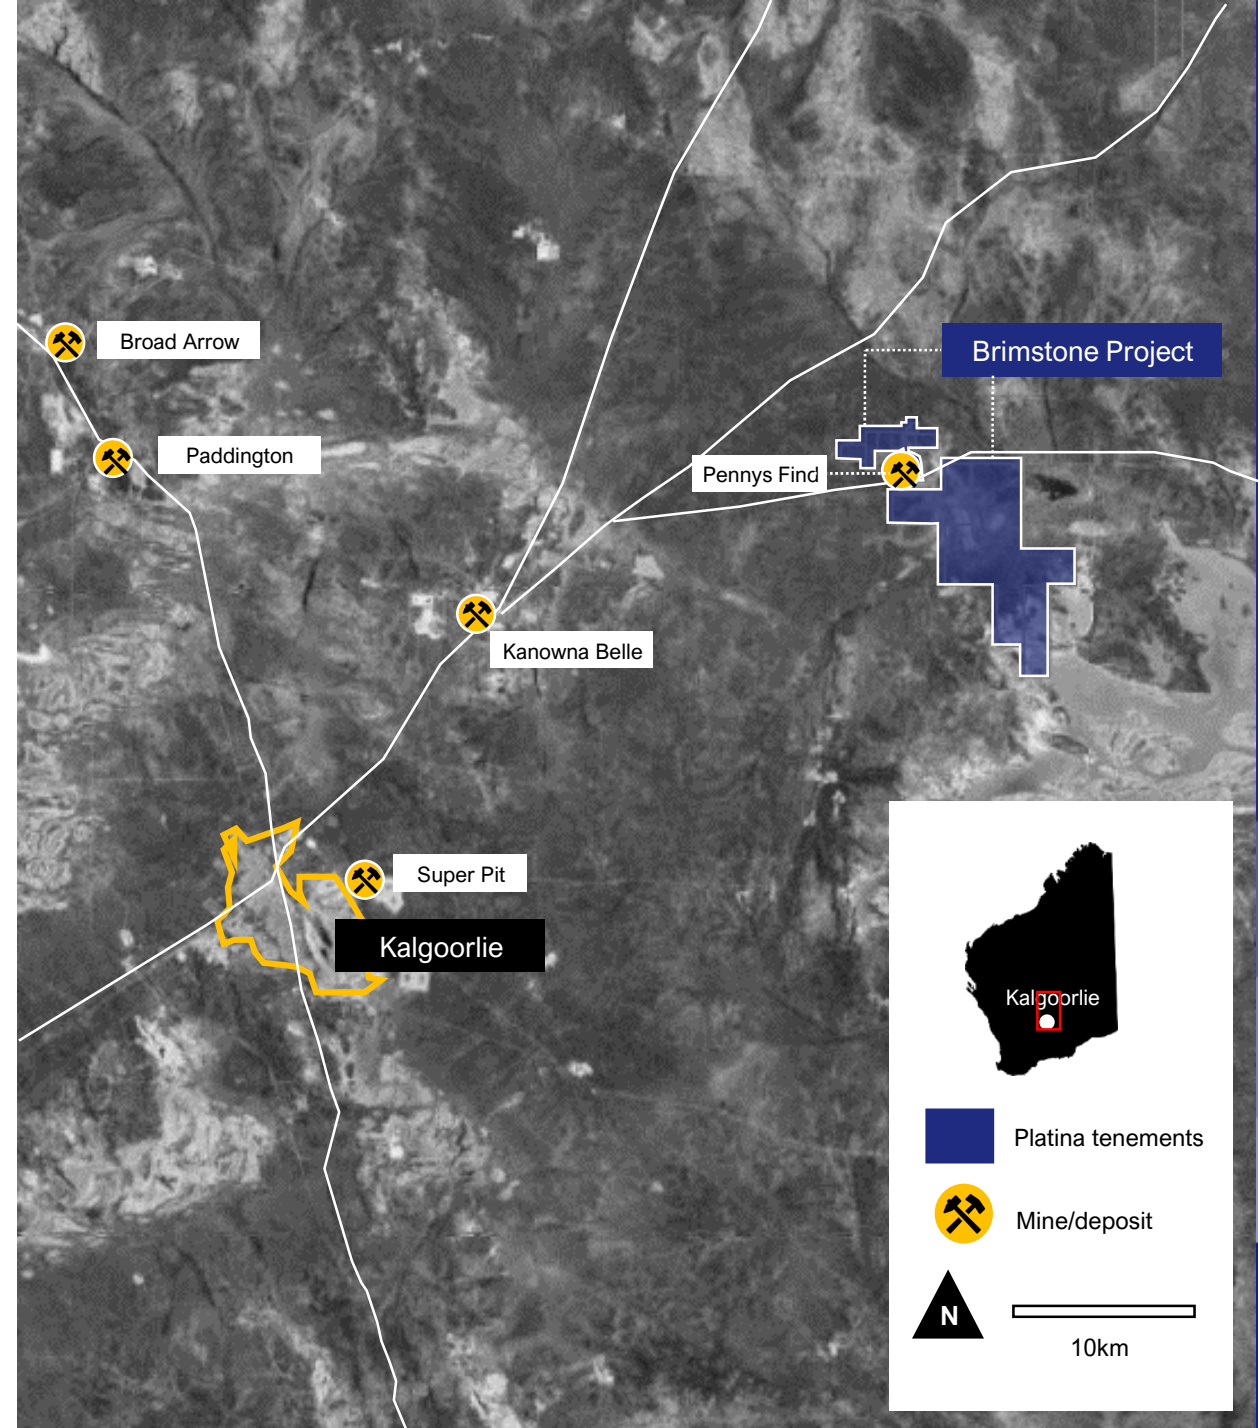 Broad Arrow
Brimstone Project
Paddington
Pennys Find
Kanowna Belle
Super Pit
Kalgoorlie
Kalgoorlie
Platina tenements
Mine/deposit
N
10km